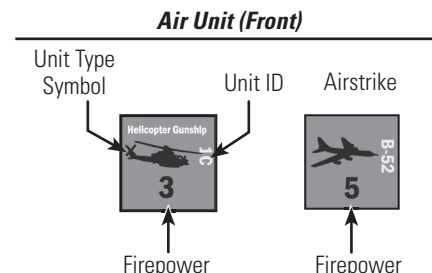 Air Unit (Front)
Unit Type
Symbol
Unit ID
Airstrike
Helicopter Gunship
1C
3
B-52
5
Firepower
Firepower